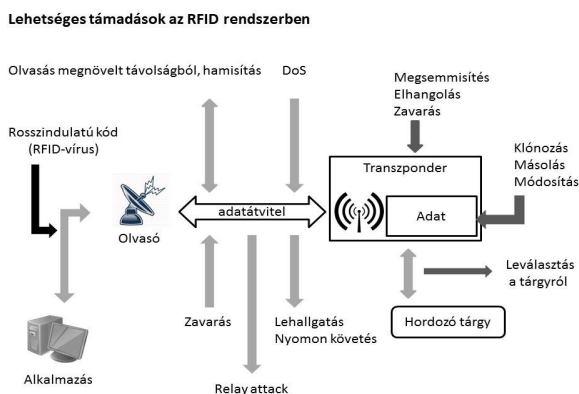 Lehetséges támadások az RFID rendszerben
Olvasás megnövelt távolságból, hamisítás
DoS
Megsemmisítés
Elhangolás
Zavarás
Rosszindulatú kód
(RFID-vírus)
Klónozás
Másolás
Módosítás
Transzponder
adatátvitel
Adat
Olvasó
Leválasztás
a tárgyról
Zavarás
Lehallgatás
Nyomon követés
Hordozó tárgy
Alkalmazás
Relay attack